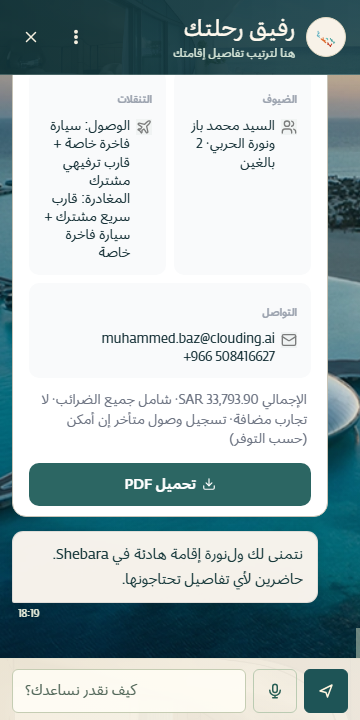 رفيق رحلتك
هنا لترتيب تفاصيل إقامتك
الضيوف
السيد محمد باز
ونورة الحربي · 2
بالغين
التنقلات
الوصول: سيارة
فاخرة خاصة +
قارب ترفيهي
مشترك
المغادرة: قارب
سريع مشترك +
سيارة فاخرة
خاصة
التواصل
muhammed.baz@clouding.ai
+966 508416627
الإجمالي SAR 33,793.90 · شامل جميع الضرائب · لا
تجارب مضافة · تسجيل وصول متأخر إن أمكن
(حسب التوفر)
تحميل PDF
نتمنى لك ولنورة إقامة هادئة في Shebara.
حاضرين لأي تفاصيل تحتاجونها.
18:19
كيف نقدر نساعدك؟